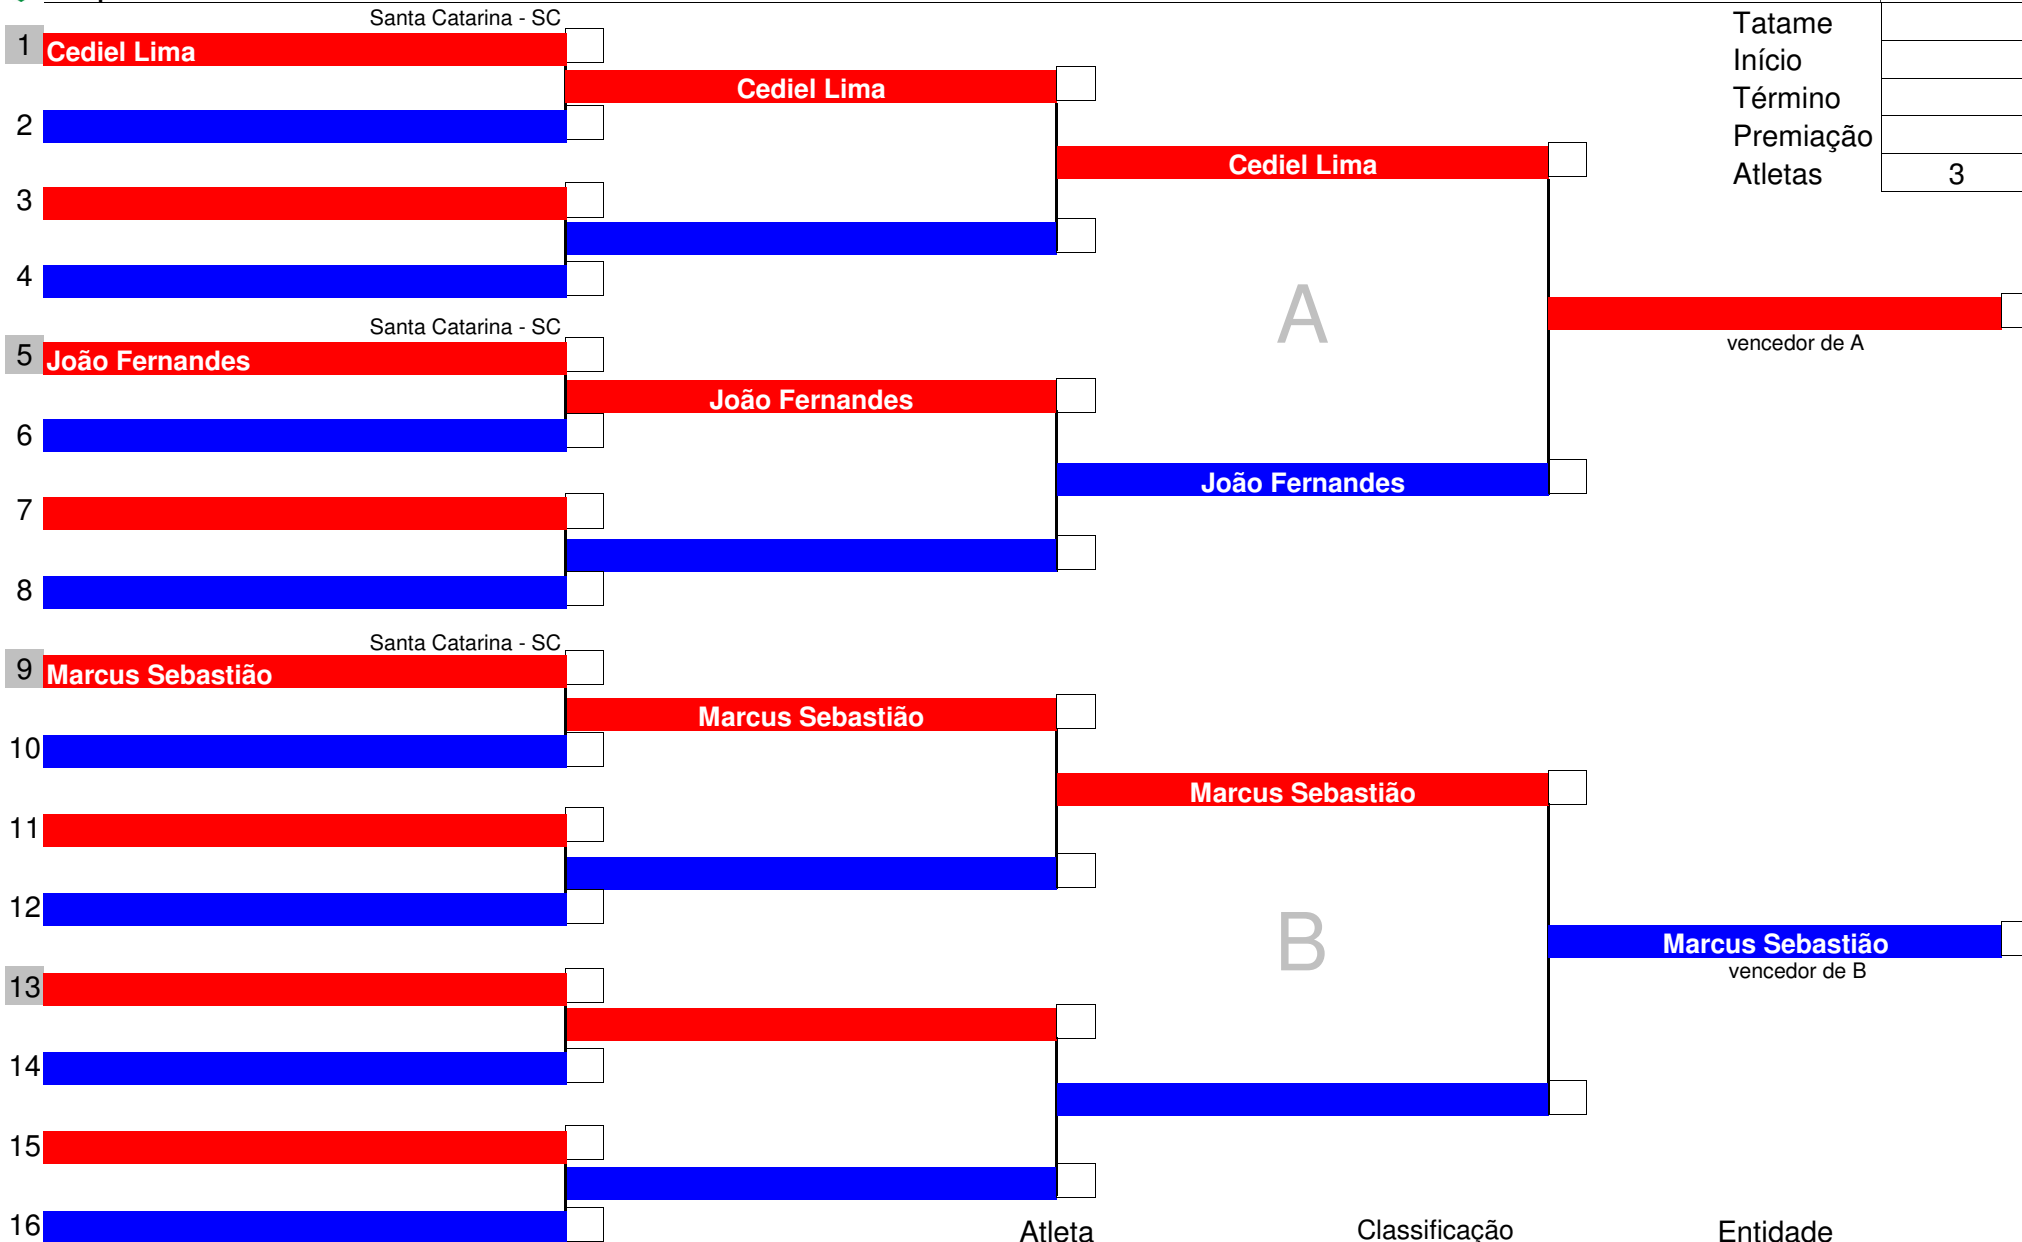 Santa Catarina - SC
1 Cediel Lima
Cediel Lima
2
Cediel Lima
3
4
A
vencedor de A
Santa Catarina - SC
5 João Fernandes
João Fernandes
6
João Fernandes
7
8
Santa Catarina - SC
9 Marcus Sebastião
Marcus Sebastião
10
Marcus Sebastião
11
12
B
Marcus Sebastião
vencedor de B
13
14
15
16
Tatame
Início
Término
Premiação
Atletas 3
Atleta Classificação Entidade